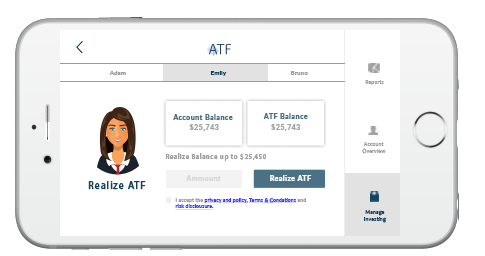 ATF
Adam Emily Bruno
Reports
Account Balance ATF Balance
$25,743 $25,743
Account
Overview
Realize Balance up to $25,450
Ammount Realize ATF
Realize ATF
I accept the privacy and policy, Terms & Condations and
risk disclousure.
Manage
Investing